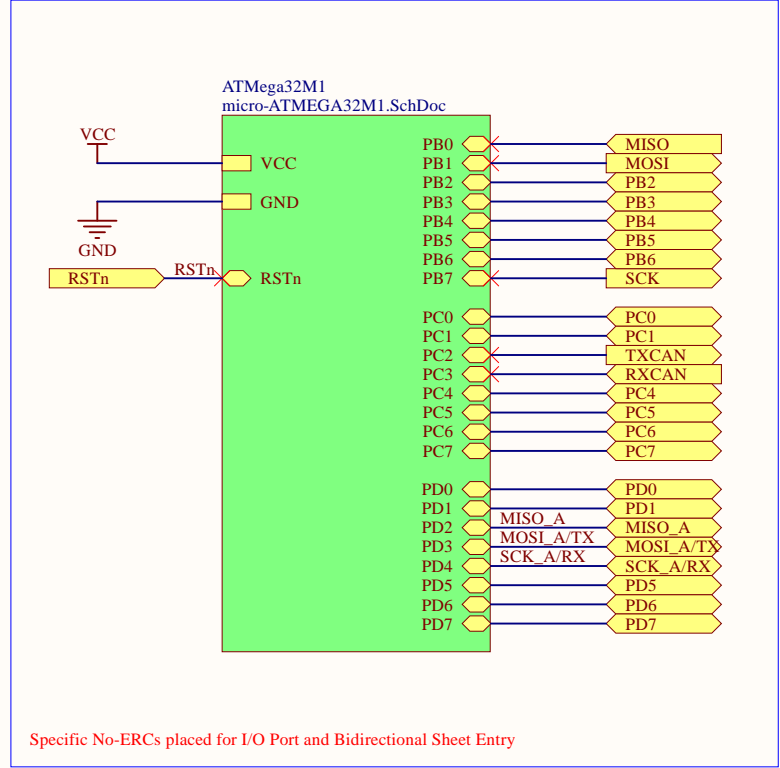 ATMega32M1
micro-ATMEGA32M1.SchDoc
VCC
VCC
GND
GND
RSTn
RSTn
RSTn
PB0 MISO
PB1 MOSI
PB2 PB2
PB3 PB3
PB4 PB4
PB5 PB5
PB6 PB6
PB7 SCK
PC0 PC0
PC1 PC1
PC2 TXCAN
PC3 RXCAN
PC4 PC4
PC5 PC5
PC6 PC6
PC7 PC7
PD0 PD0
PD1 PD1
PD2 MISO_A MISO_A
PD3 MOSI_A/TX MOSI_A/TX
PD4 SCK_A/RX SCK_A/RX
PD5 PD5
PD6 PD6
PD7 PD7
Specific No-ERCs placed for I/O Port and Bidirectional Sheet Entry